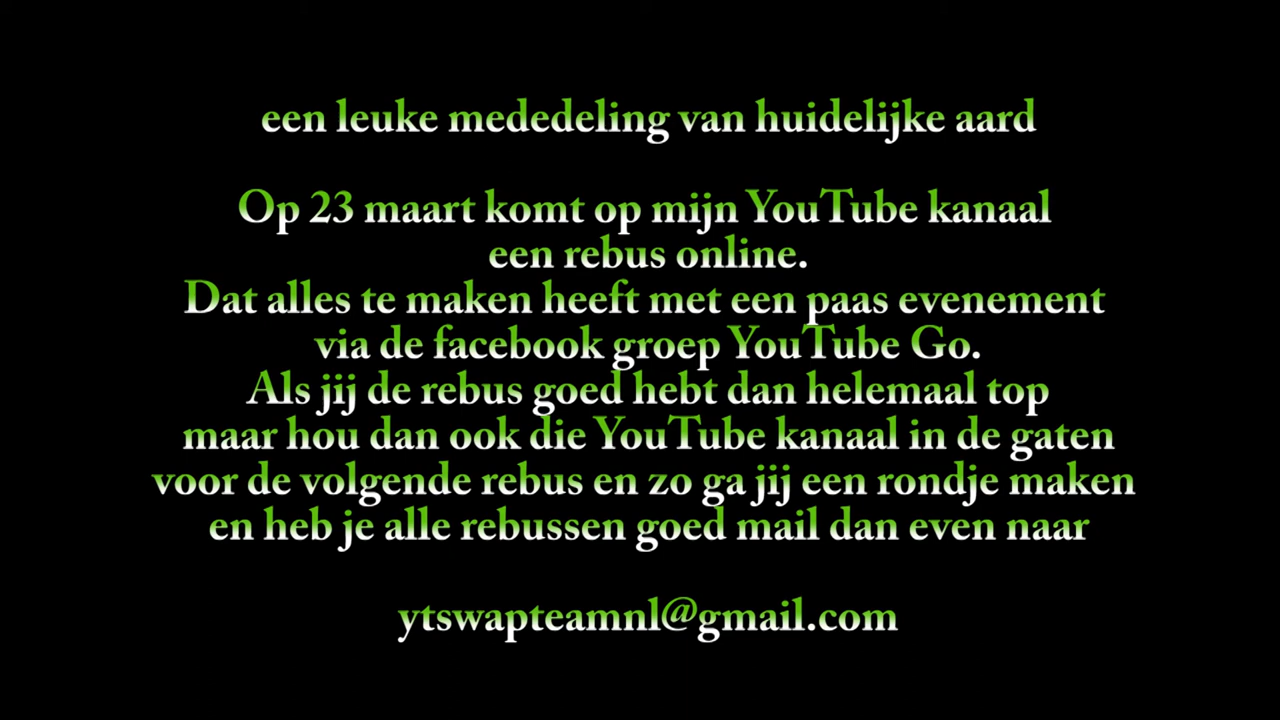 een leuke mededeling van huidelijke aard
Op 23 maart komt op mijn YouTube kanaal
een rebus online.
Dat alles te maken heeft met een paas evenement
via de facebook groep YouTube Go.
Als jij de rebus goed hebt dan helemaal top
maar hou dan ook die YouTube kanaal in de gaten
voor de volgende rebus en zo ga jij een rondje maken
en heb je alle rebussen goed mail dan even naar
ytswapteamnl@gmail.com